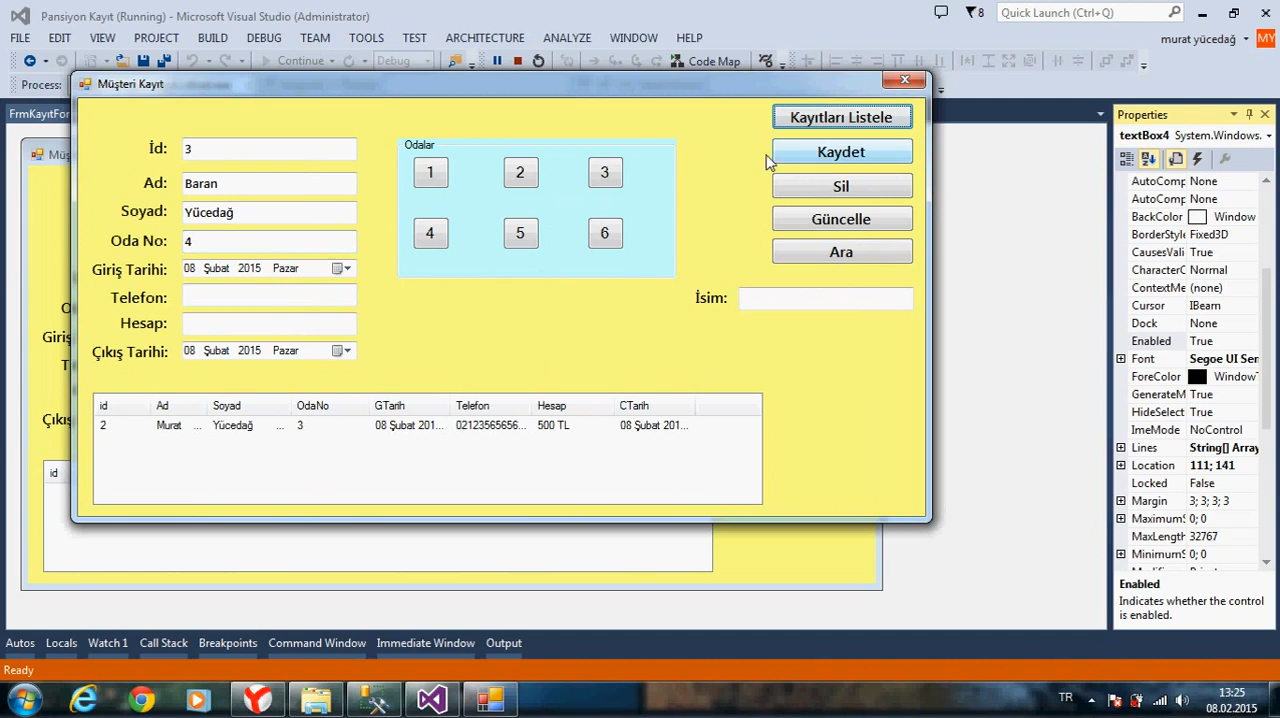 Pansiyon Kayıt (Running) - Microsoft Visual Studio (Administrator)
8
Quick Launch (Ctrl+Q)
FILE EDIT VIEW PROJECT BUILD DEBUG TEAM TOOLS TEST ARCHITECTURE ANALYZE WINDOW HELP
murat yücedağ MY
Continue Debug Code Map
Process:
Müşteri Kayıt
FrmKayıtFor
Properties
textBox4 System.Windows.
Kayıtları Listele
Kaydet
Sil
Güncelle
Ara
İsim:
İd: 3
Ad: Baran
Soyad: Yücedağ
Oda No: 4
Giriş Tarihi: 08 Şubat 2015 Pazar
Telefon:
Hesap:
Çıkış Tarihi: 08 Şubat 2015 Pazar
Odalar
1 2 3
4 5 6
id Ad Soyad OdaNo GTarih Telefon Hesap CTarih
2 Murat ... Yücedağ ... 3 08 Şubat 201... 02123565656... 500 TL 08 Şubat 201...
Müş
O
Giriş
T
Çıkış
id
AutoComp None
AutoComp None
BackColor Window
BorderStyle Fixed3D
CausesVali True
CharacterC Normal
ContextMe (none)
Cursor IBeam
Dock None
Enabled True
Font Segoe UI Sen
ForeColor Window
GenerateM True
HideSelect True
ImeMode NoControl
Lines String[] Array
Location 111; 141
Locked False
Margin 3; 3; 3; 3
MaximumS 0; 0
MaxLength 32767
MinimumS 0; 0
Enabled
Indicates whether the control is enabled.
Autos Locals Watch 1 Call Stack Breakpoints Command Window Immediate Window Output
Ready
TR
13:25
08.02.2015